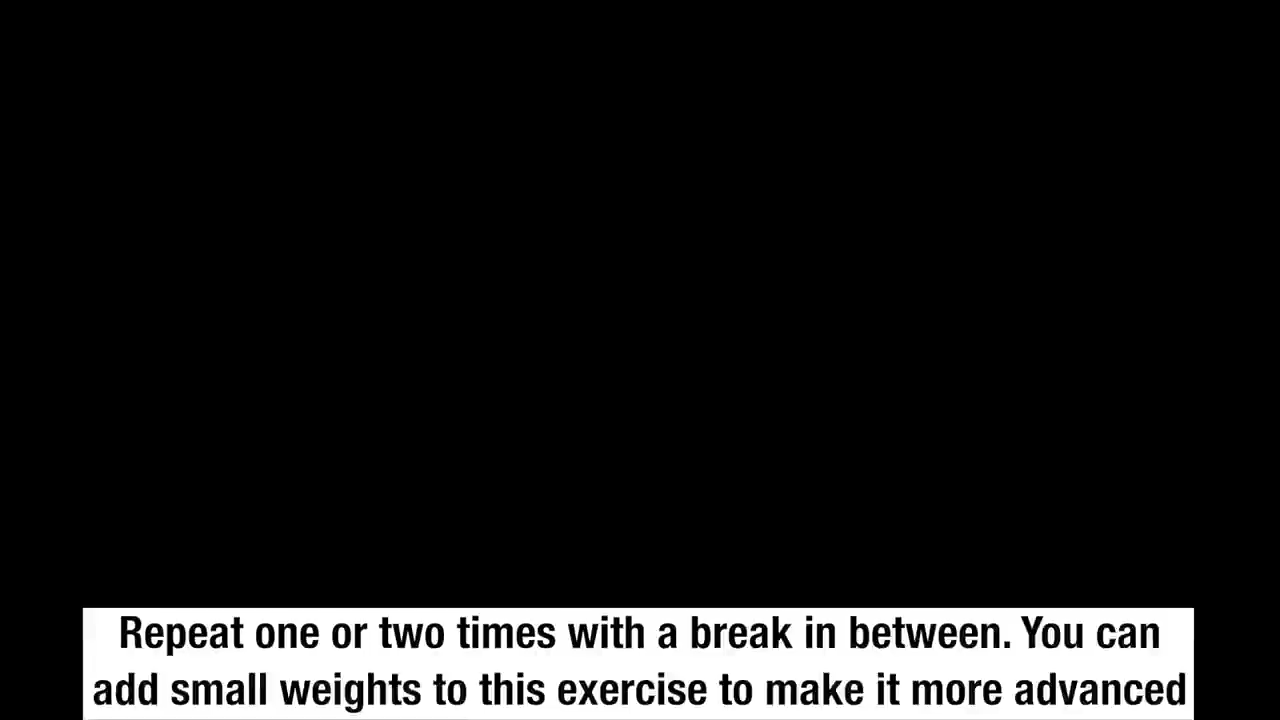 Repeat one or two times with a break in between. You can
add small weights to this exercise to make it more advanced